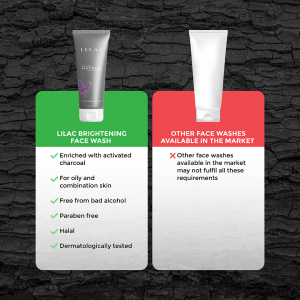 LILAC
LILAC BRIGHTENING
FACE WASH
Enriched with activated
charcoal
For oily and
combination skin
Free from bad alcohol
Paraben free
Halal
Dermatologically tested
OTHER FACE WASHES
AVAILABLE IN THE MARKET
Other face washes
available in the market
may not fulfil all these
requirements